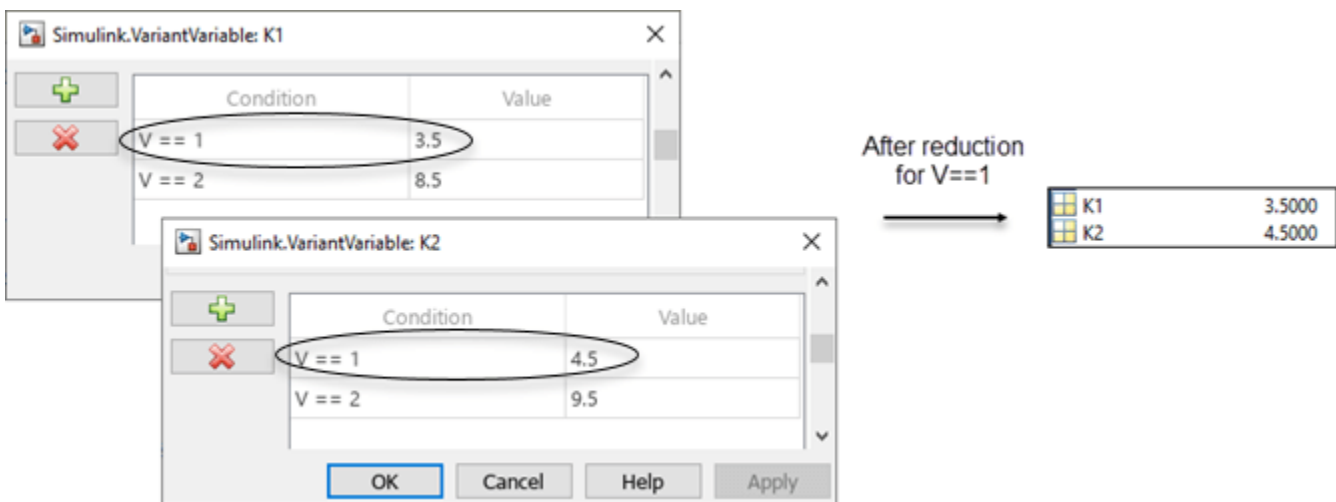 Simulink.VariantVariable: K1
Condition Value
V == 1 3.5
V == 2 8.5
Simulink.VariantVariable: K2
Condition Value
V == 1 4.5
V == 2 9.5
OK Cancel Help Apply
After reduction
for V==1
K1 3.5000
K2 4.5000